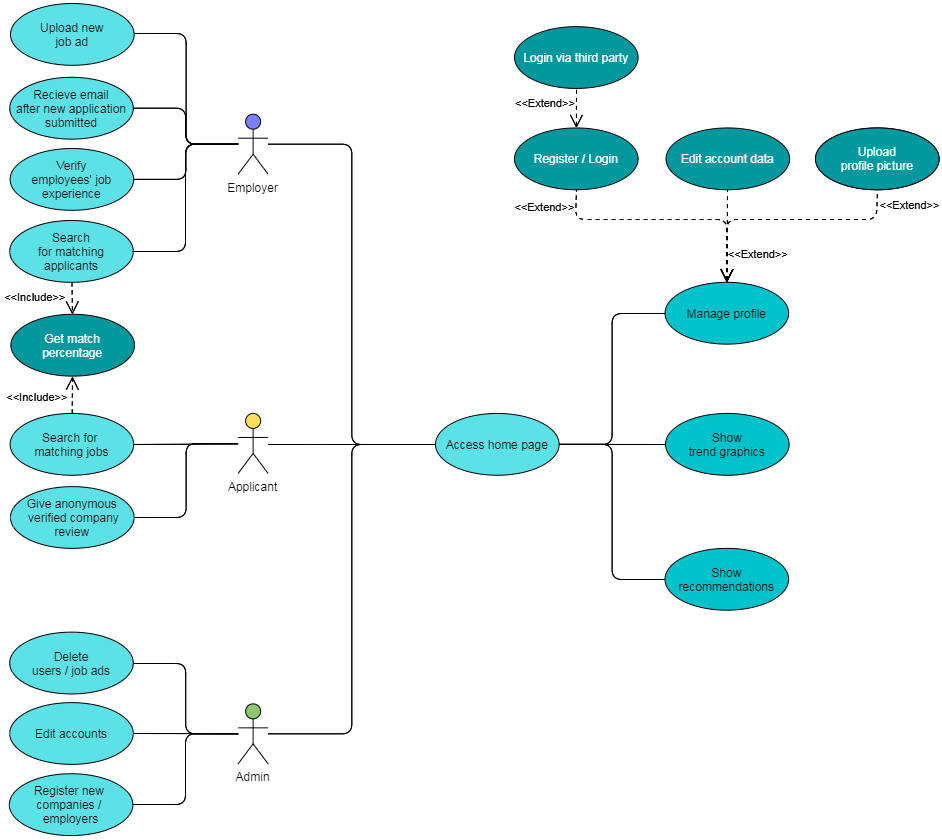 Upload new
job ad
Recieve email
after new application
submitted
Verify
employees' job
experience
Search
for matching
applicants
<<Include>>
Get match
percentage
<<Include>>
Search for
matching jobs
Give anonymous
verified company
review
Delete
users / job ads
Edit accounts
Register new
companies /
employers
Employer
Applicant
Admin
Access home page
Login via third party
<<Extend>>
Register / Login
Edit account data
Upload
profile picture
<<Extend>>
<<Extend>>
<<Extend>>
Manage profile
Show
trend graphics
Show
recommendations